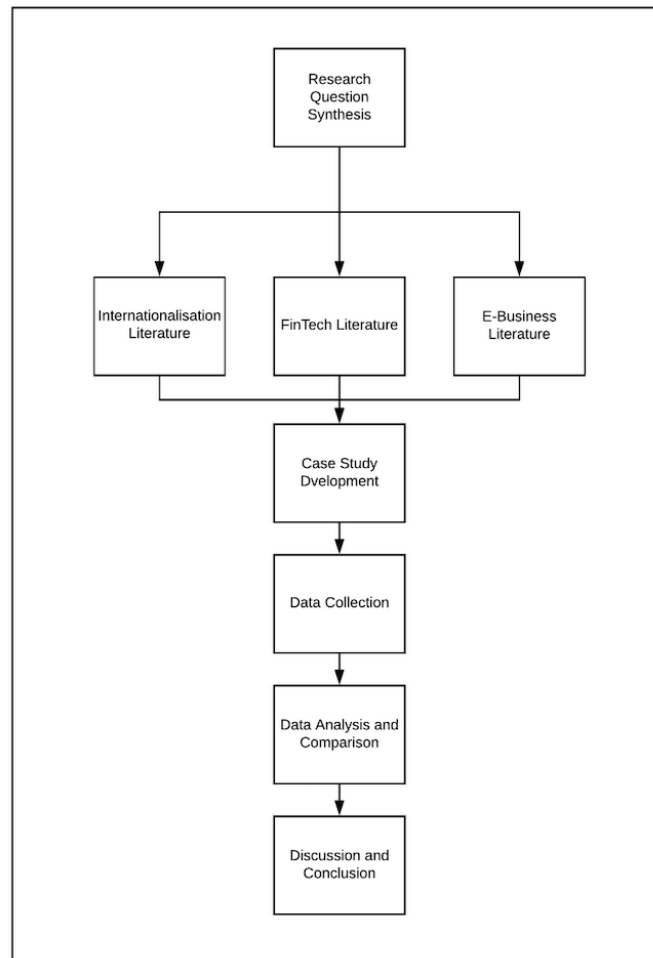 Research
Question
Synthesis
Internationalisation
Literature
FinTech Literature
E-Business
Literature
Case Study
Dvelopment
Data Collection
Data Analysis and
Comparison
Discussion and
Conclusion